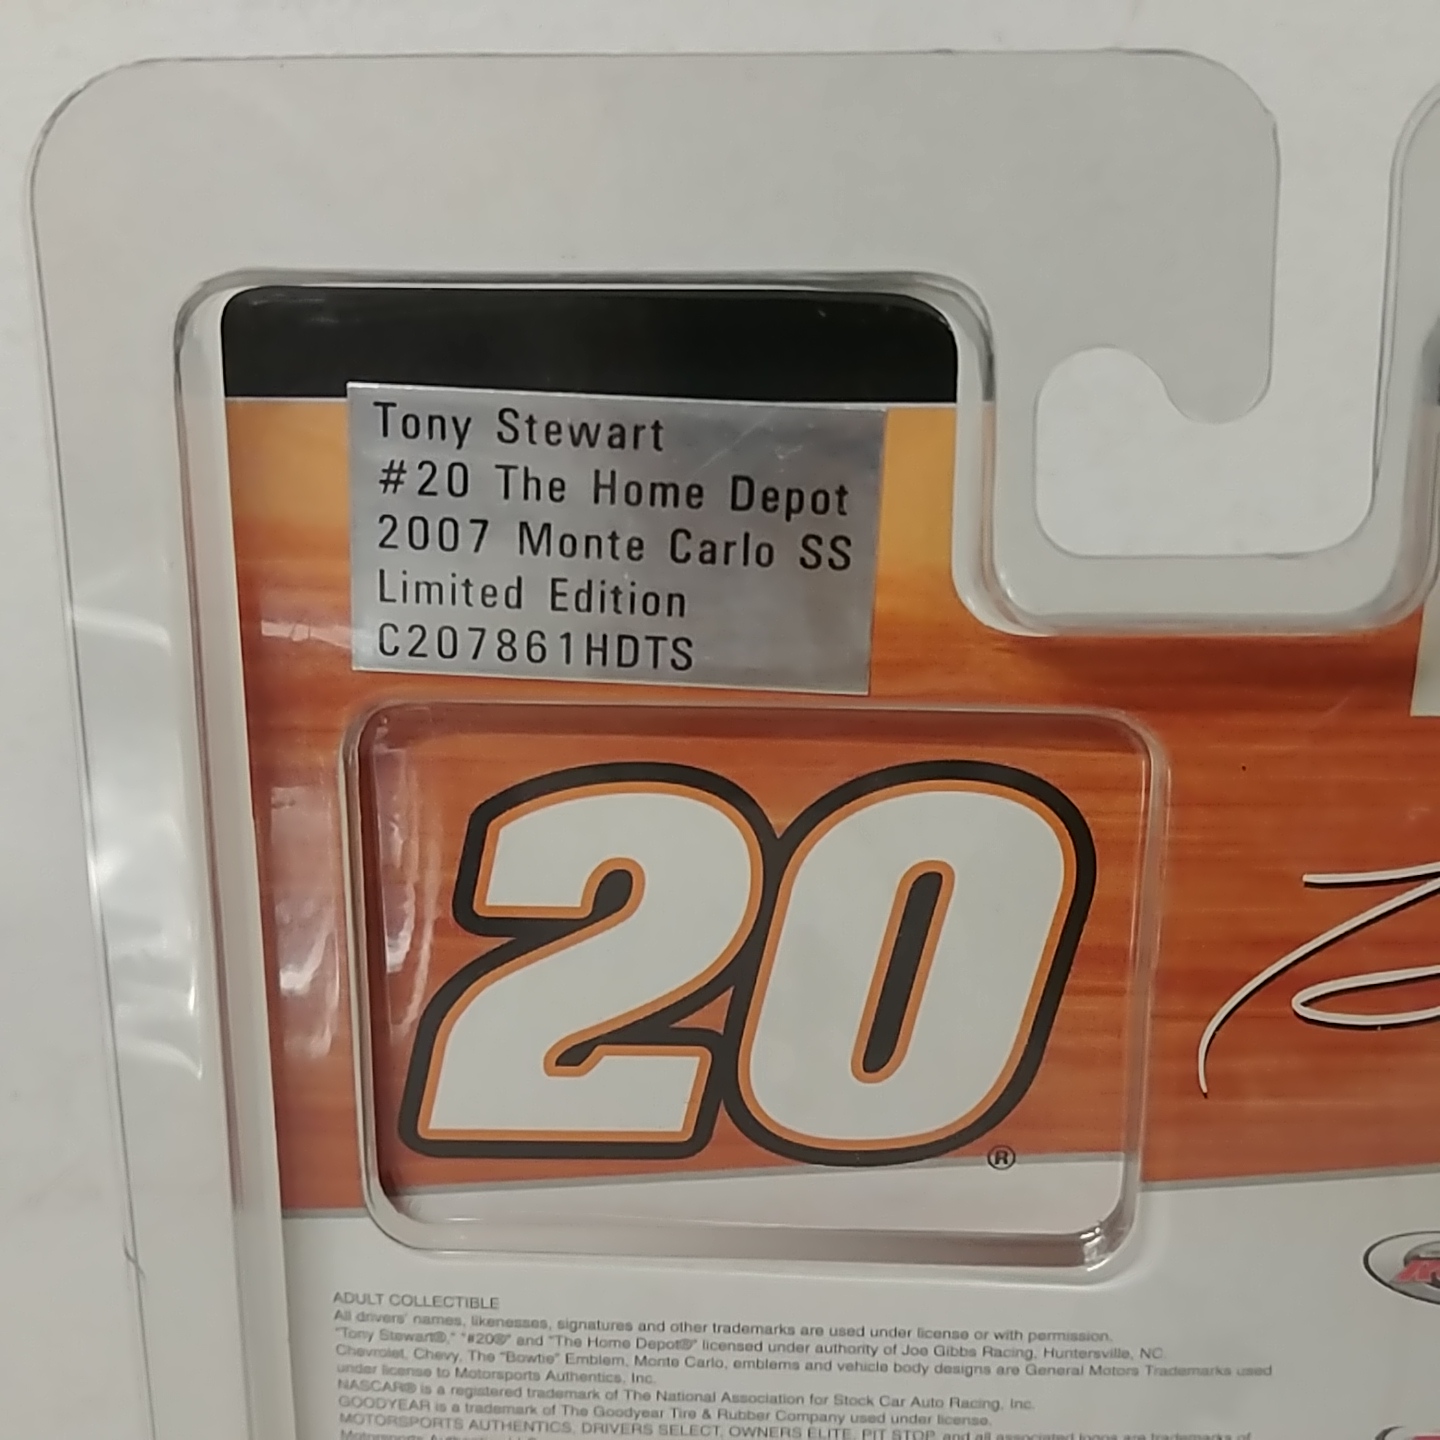 Tony Stewart
#20 The Home Depot
2007 Monte Carlo SS
Limited Edition
C207861HDTS
20
®
ADULT COLLECTIBLE
All drivers' names, likenesses, signatures and other trademarks are used under license or with permission.
"Tony Stewart®," "#20®" and "The Home Depot®" licensed under authority of Joe Gibbs Racing, Huntersville, NC.
Chevrolet, Chevy, The "Bowtie" Emblem, Monte Carlo, emblems and vehicle body designs are General Motors Trademarks used
under license to Motorsports Authentics, Inc.
NASCAR® is a registered trademark of The National Association for Stock Car Auto Racing, Inc.
GOODYEAR is a trademark of The Goodyear Tire & Rubber Company used under license.
MOTORSPORTS AUTHENTICS, DRIVERS SELECT, OWNERS ELITE, PIT STOP, and all associated logos are trademarks of